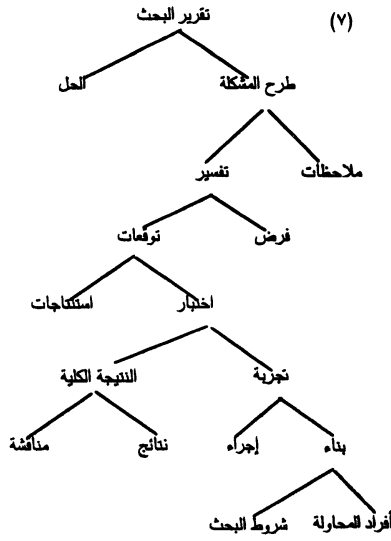 (٧)
تقرير البحث
طرح المشكلة الحل
ملاحظات تفسير
فرض توقعات
اختبار استنتاجات
تجربة النتيجة الكلية
بناء إجراء نتائج مناقشة
أفراد المحاولة شروط البحث